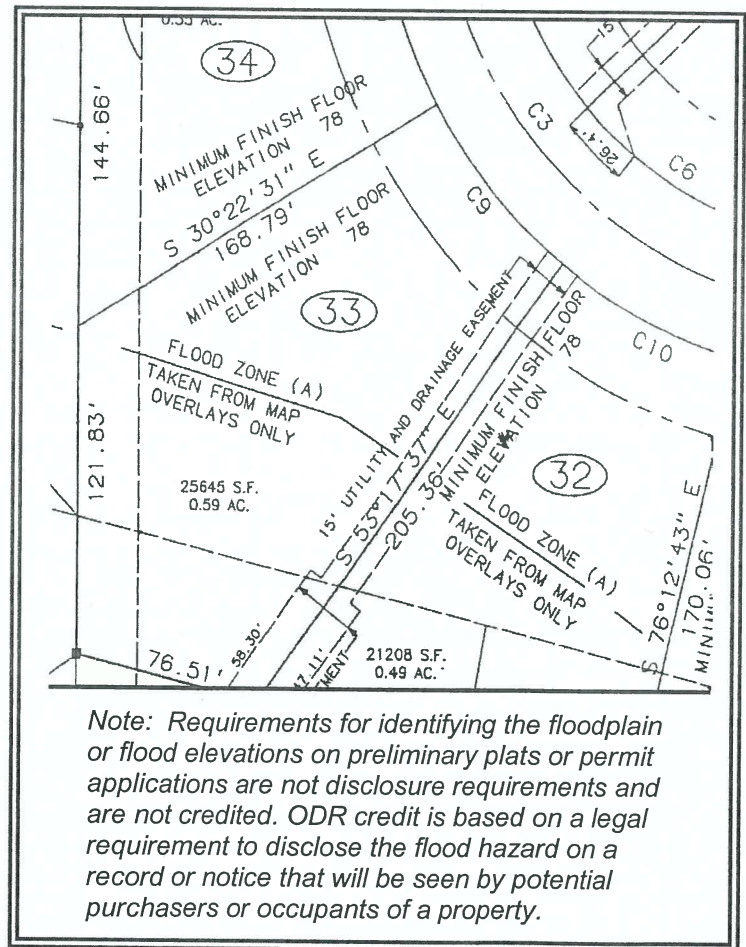 0.55 AC.
34
15'
144.66'
MINIMUM FINISH FLOOR
ELEVATION 78
S 30°22'31" E
168.79'
C3
26.4'
C6
C9
MINIMUM FINISH FLOOR
ELEVATION 78
33
C10
FLOOD ZONE (A)
TAKEN FROM MAP
OVERLAYS ONLY
121.83'
25645 S.F.
0.59 AC.
15' UTILITY AND DRAINAGE EASEMENT
S 53°17'37" E
205.36'
MINIMUM FINISH FLOOR
ELEVATION 78
32
FLOOD ZONE (A)
TAKEN FROM MAP
OVERLAYS ONLY
S 76°12'43" E
170.06'
76.51'
58.30'
21208 S.F.
0.49 AC.
Note: Requirements for identifying the floodplain
or flood elevations on preliminary plats or permit
applications are not disclosure requirements and
are not credited. ODR credit is based on a legal
requirement to disclose the flood hazard on a
record or notice that will be seen by potential
purchasers or occupants of a property.